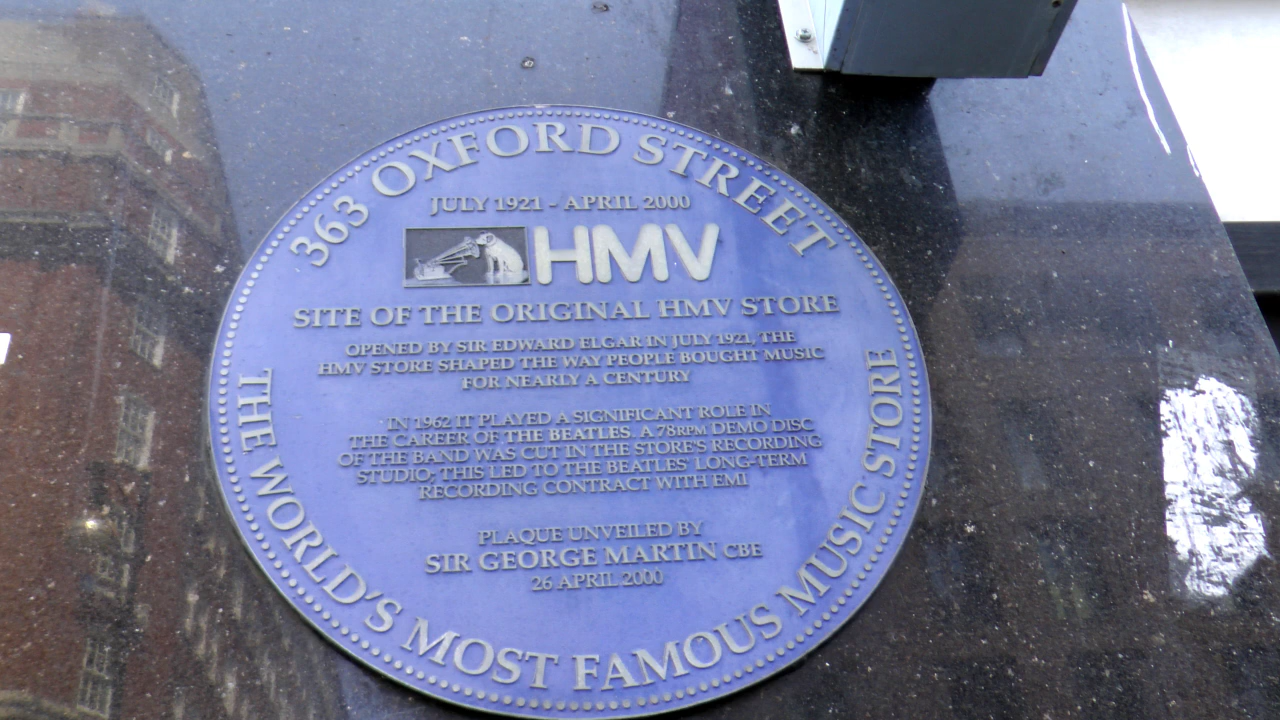 363 OXFORD STREET
JULY 1921 - APRIL 2000
HMV
SITE OF THE ORIGINAL HMV STORE
OPENED BY SIR EDWARD ELGAR IN JULY 1921, THE
HMV STORE SHAPED THE WAY PEOPLE BOUGHT MUSIC
FOR NEARLY A CENTURY
IN 1962 IT PLAYED A SIGNIFICANT ROLE IN
THE CAREER OF THE BEATLES. A 78RPM DEMO DISC
OF THE BAND WAS CUT IN THE STORE'S RECORDING
STUDIO; THIS LED TO THE BEATLES' LONG-TERM
RECORDING CONTRACT WITH EMI
PLAQUE UNVEILED BY
SIR GEORGE MARTIN CBE
26 APRIL 2000
THE WORLD'S MOST FAMOUS MUSIC STORE